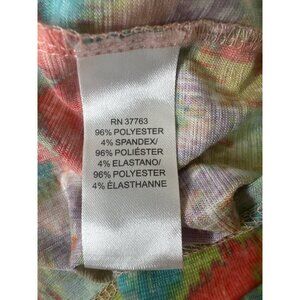 RN 37763
96% POLYESTER
4% SPANDEX/
96% POLIÉSTER
4% ELASTANO/
96% POLYESTER
4% ÉLASTHANNE